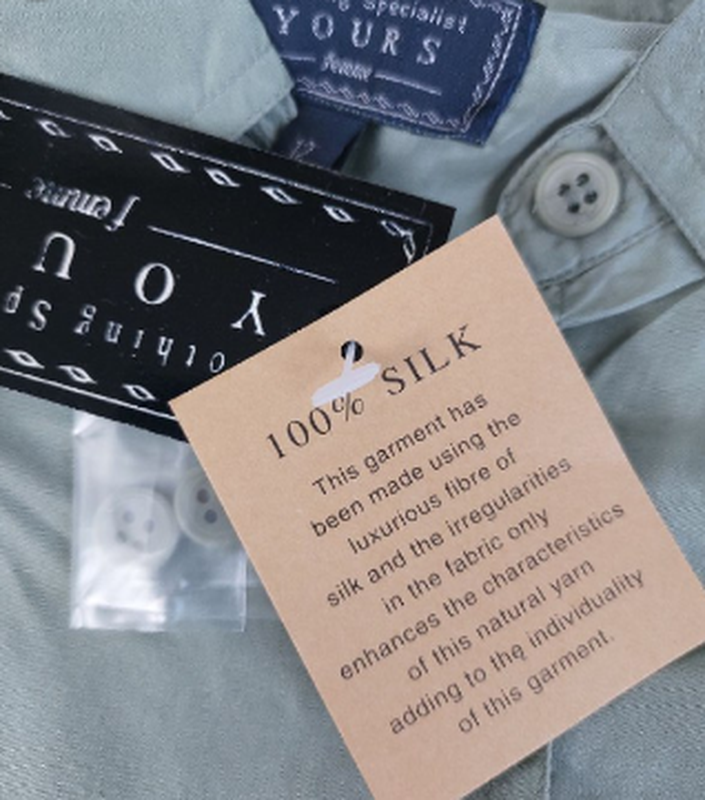 Specialist
YOURS
femme
12
femme
YOU
othing Sp
100% SILK
This garment has
been made using the
luxurious fibre of
silk and the irregularities
in the fabric only
enhances the characteristics
of this natural yarn
adding to the individuality
of this garment.